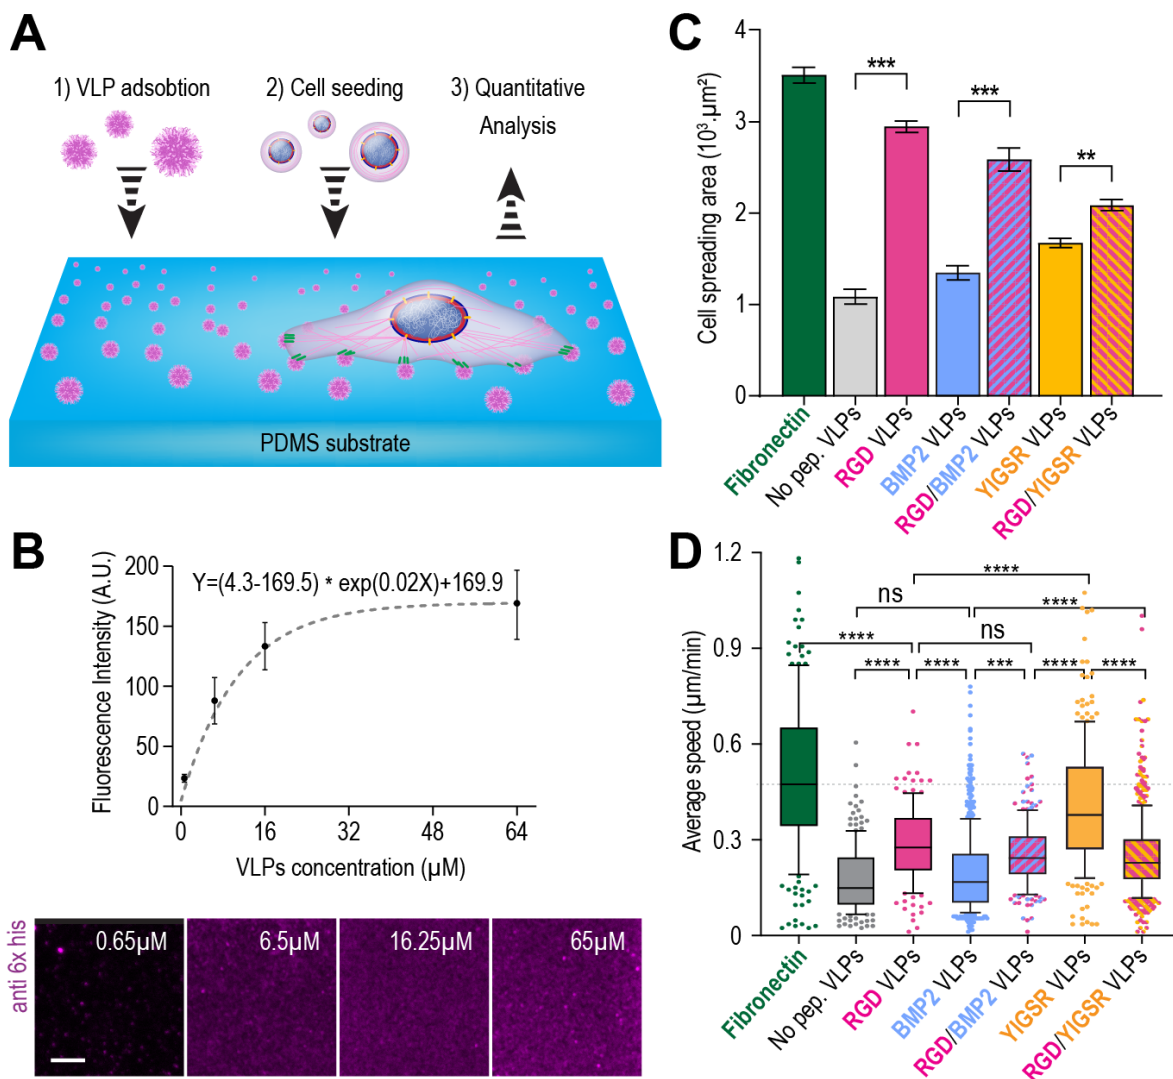 A
1) VLP adsobtion
2) Cell seeding
3) Quantitative
Analysis
PDMS substrate
B
Fluorescence Intensity (A.U.)
200
150
100
50
0
Y=(4.3-169.5) * exp(0.02X)+169.9
0 16 32 48 64
VLPs concentration (µM)
anti 6x his
0.65µM
6.5µM
16.25µM
65µM
C
Cell spreading area (10³.µm²)
4
3
2
1
0
***
***
**
Fibronectin
No pep. VLPs
RGD VLPs
BMP2 VLPs
RGD/BMP2 VLPs
YIGSR VLPs
RGD/YIGSR VLPs
D
Average speed (µm/min)
1.2
0.9
0.6
0.3
0
****
ns
****
****
ns
****
****
***
****
****
Fibronectin
No pep. VLPs
RGD VLPs
BMP2 VLPs
RGD/BMP2 VLPs
YIGSR VLPs
RGD/YIGSR VLPs